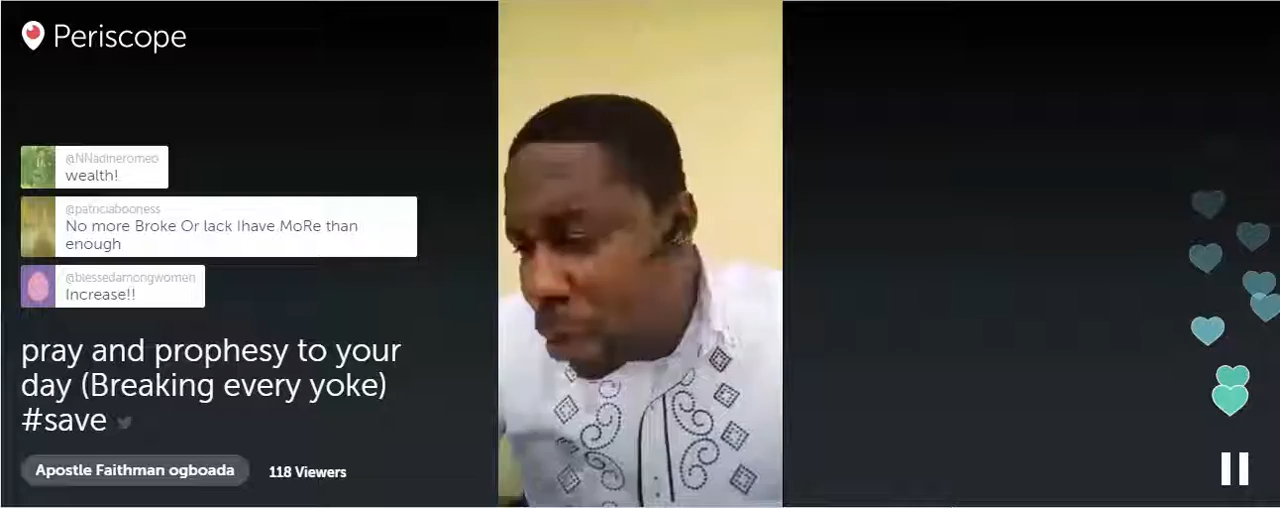 Periscope
@NNadineromeo
wealth!
@patriciabooness
No more Broke Or lack Ihave MoRe than
enough
@blessedamongwomen
Increase!!
pray and prophesy to your
day (Breaking every yoke)
#save
Apostle Faithman ogboada
118 Viewers